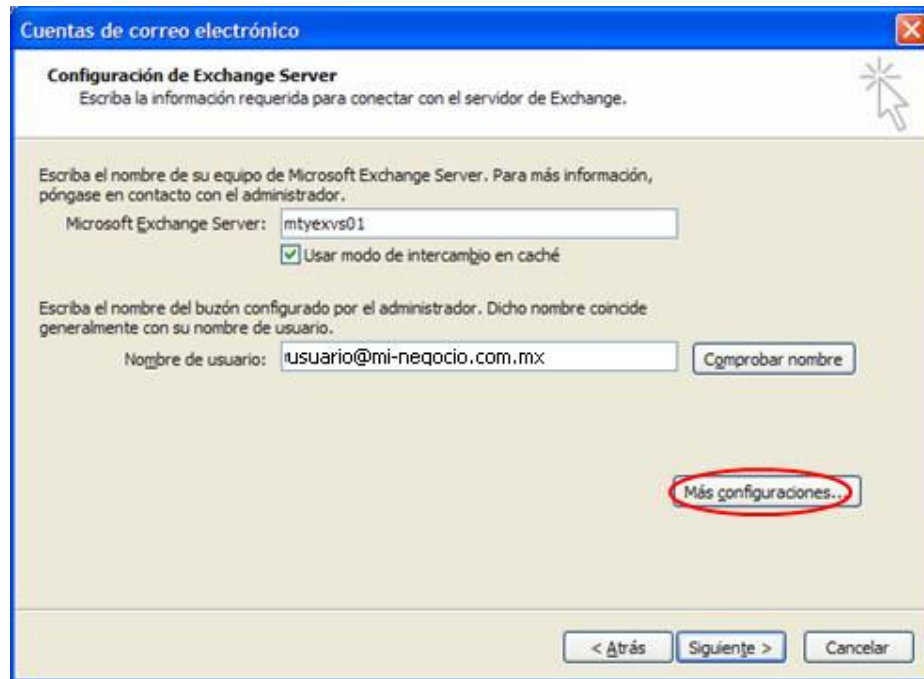 Cuentas de correo electrónico
Configuración de Exchange Server
Escriba la información requerida para conectar con el servidor de Exchange.
Escriba el nombre de su equipo de Microsoft Exchange Server. Para más información,
póngase en contacto con el administrador.
Microsoft Exchange Server: mtyexvs01
Usar modo de intercambio en caché
Escriba el nombre del buzón configurado por el administrador. Dicho nombre coincide
generalmente con su nombre de usuario.
Nombre de usuario: usuario@mi-negocio.com.mx Comprobar nombre
Más configuraciones...
< Atrás Siguiente > Cancelar